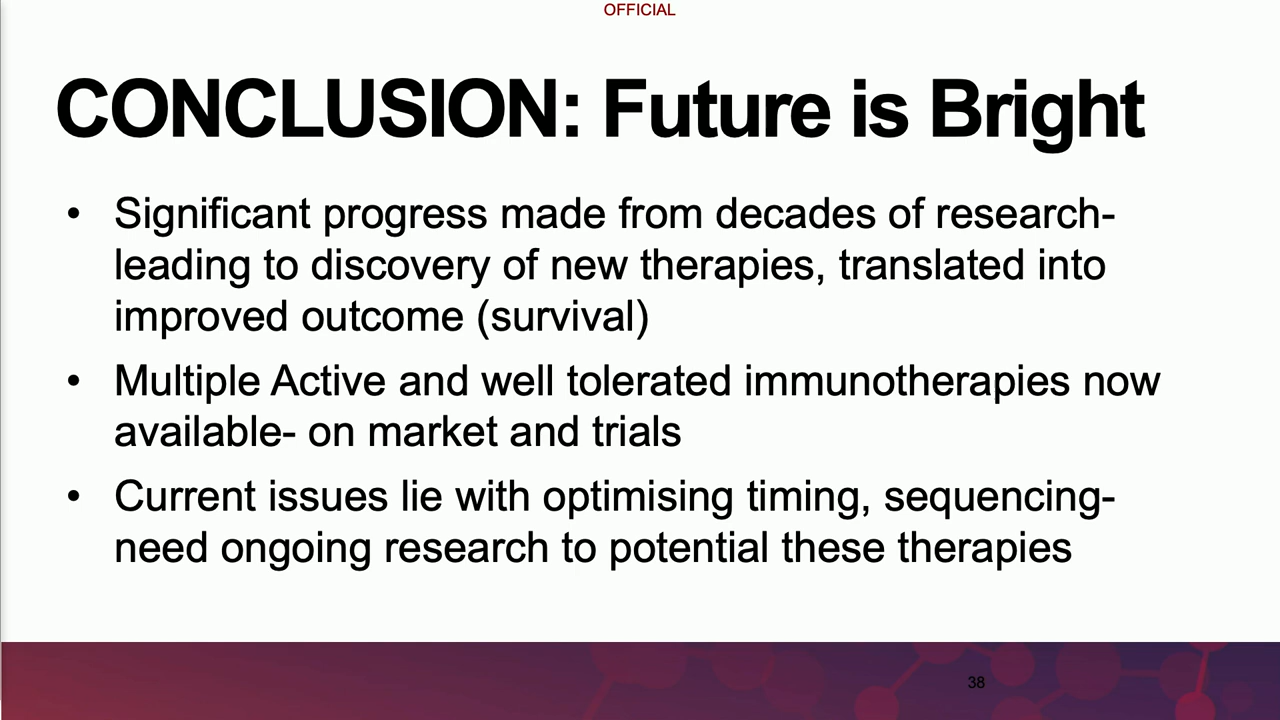 OFFICIAL
CONCLUSION: Future is Bright
• Significant progress made from decades of research-
leading to discovery of new therapies, translated into
improved outcome (survival)
• Multiple Active and well tolerated immunotherapies now
available- on market and trials
• Current issues lie with optimising timing, sequencing-
need ongoing research to potential these therapies
38